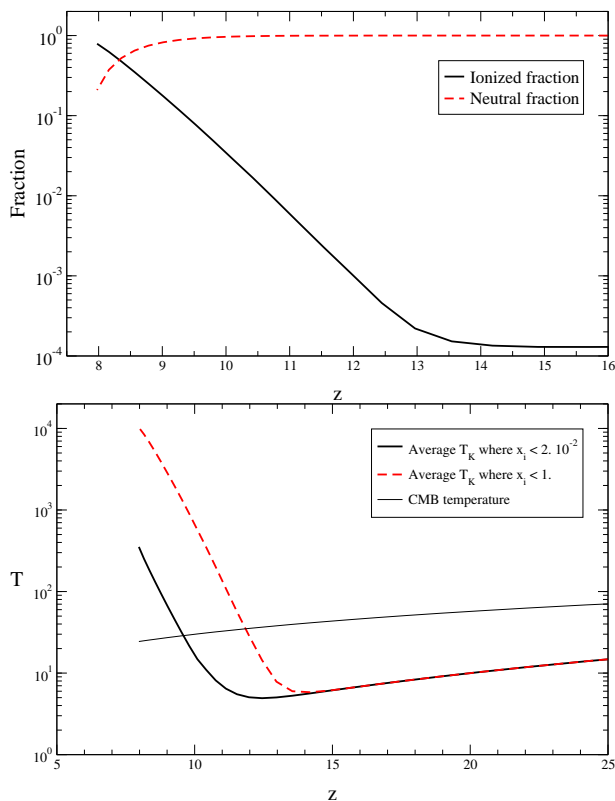 10^0
10^-1
10^-2
10^-3
10^-4
Fraction
Ionized fraction
Neutral fraction
8 9 10 11 12 13 14 15 16
z
10^4
10^3
10^2
10^1
10^0
T
Average T_K where x_i < 2. 10^-2
Average T_K where x_i < 1.
CMB temperature
5 10 15 20 25
z